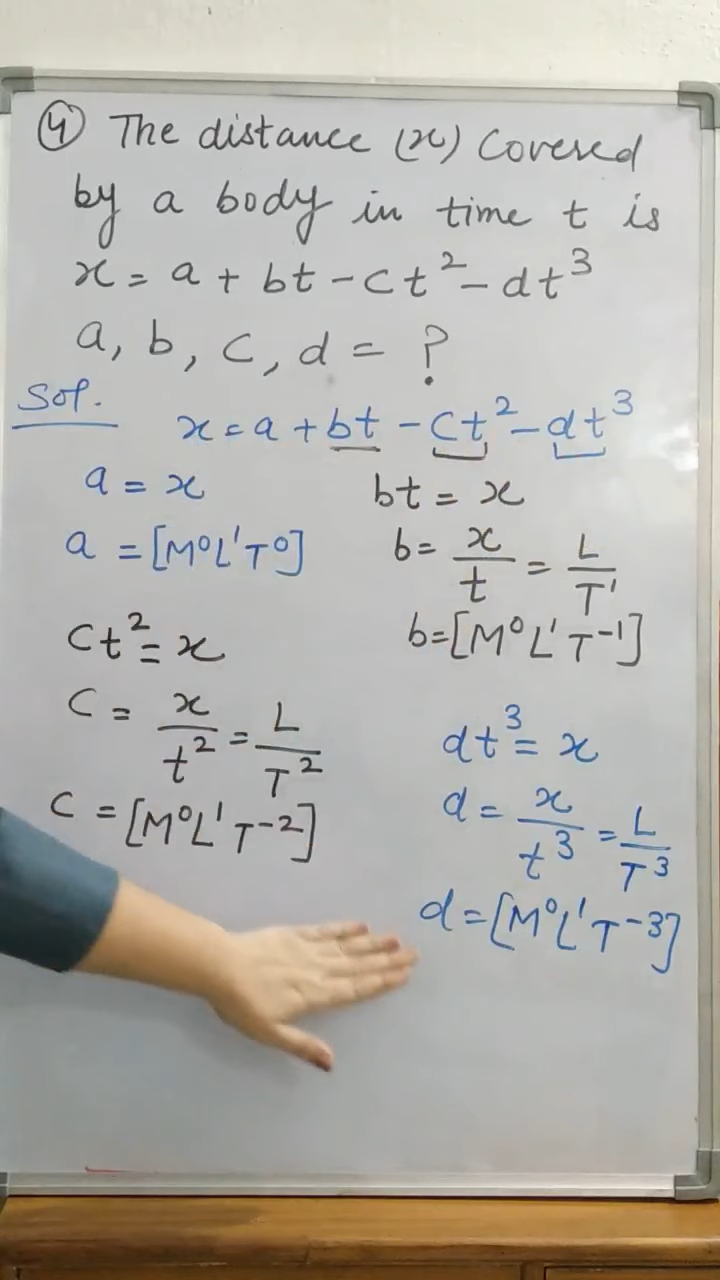 ④ The distance (x) covered
by a body in time t is
x = a + bt - ct² - dt³
a, b, c, d = ?
Sol. x = a + bt - ct² - dt³
a = x
a = [M⁰L¹T⁰]
bt = x
b = x/t = L/T¹
b = [M⁰L¹T⁻¹]
ct² = x
c = x/t² = L/T²
c = [M⁰L¹T⁻²]
dt³ = x
d = x/t³ = L/T³
d = [M⁰L¹T⁻³]